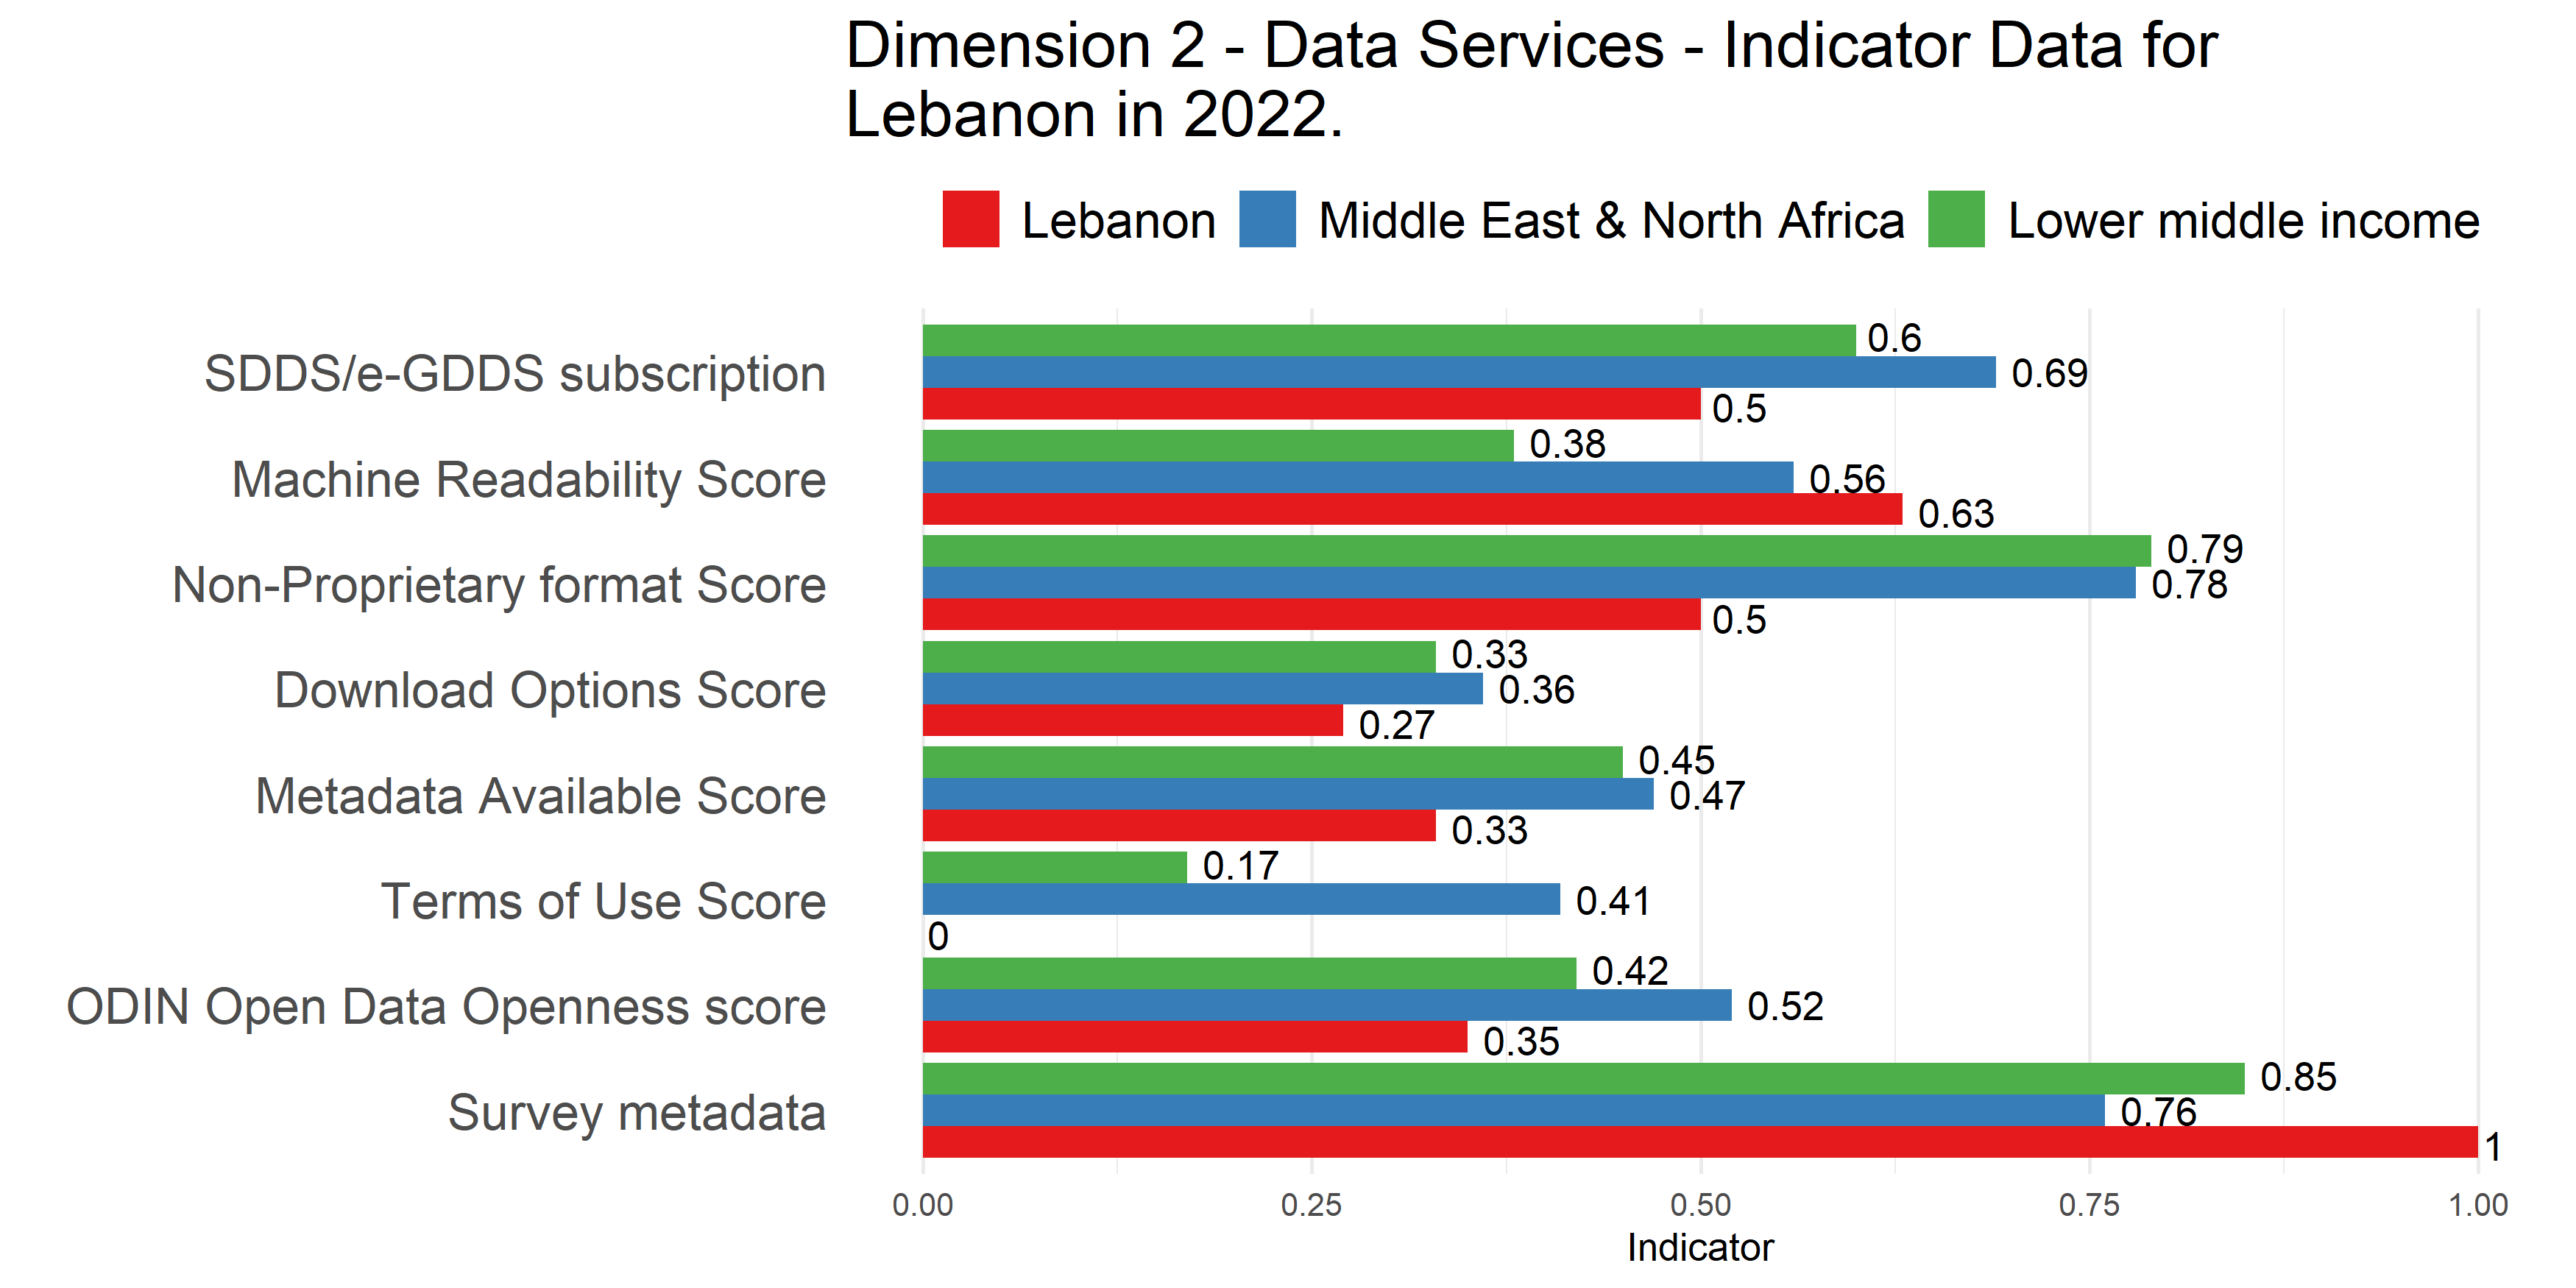 Dimension 2 - Data Services - Indicator Data for
Lebanon in 2022.
Lebanon Middle East & North Africa Lower middle income
SDDS/e-GDDS subscription
0.6
0.69
0.5
Machine Readability Score
0.38
0.56
0.63
Non-Proprietary format Score
0.79
0.78
0.5
Download Options Score
0.33
0.36
0.27
Metadata Available Score
0.45
0.47
0.33
Terms of Use Score
0.17
0.41
0
ODIN Open Data Openness score
0.42
0.52
0.35
Survey metadata
0.85
0.76
1
0.00 0.25 0.50 0.75 1.00
Indicator